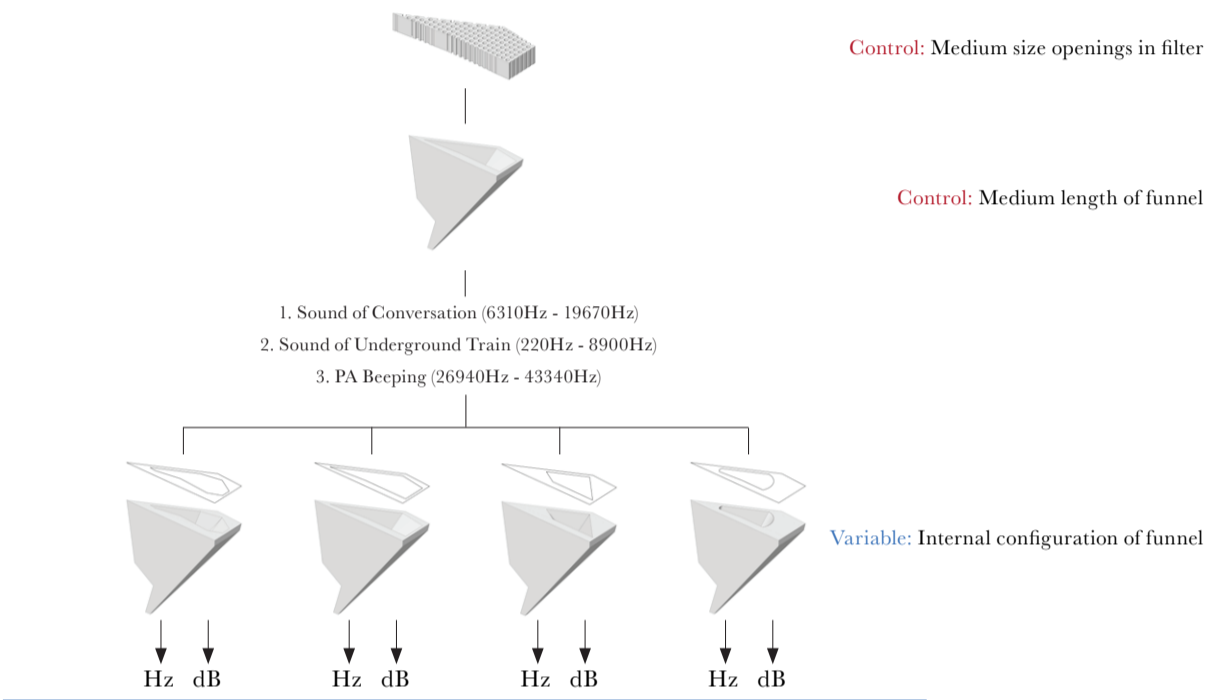 Control: Medium size openings in filter
Control: Medium length of funnel
1. Sound of Conversation (6310Hz - 19670Hz)
2. Sound of Underground Train (220Hz - 8900Hz)
3. PA Beeping (26940Hz - 43340Hz)
Variable: Internal configuration of funnel
Hz dB Hz dB Hz dB Hz dB